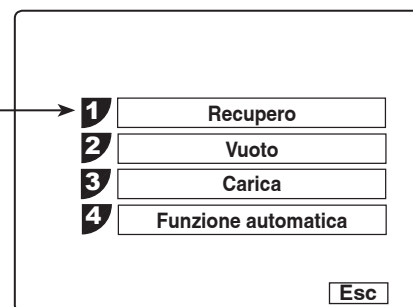 1 Recupero
2 Vuoto
3 Carica
4 Funzione automatica
Esc